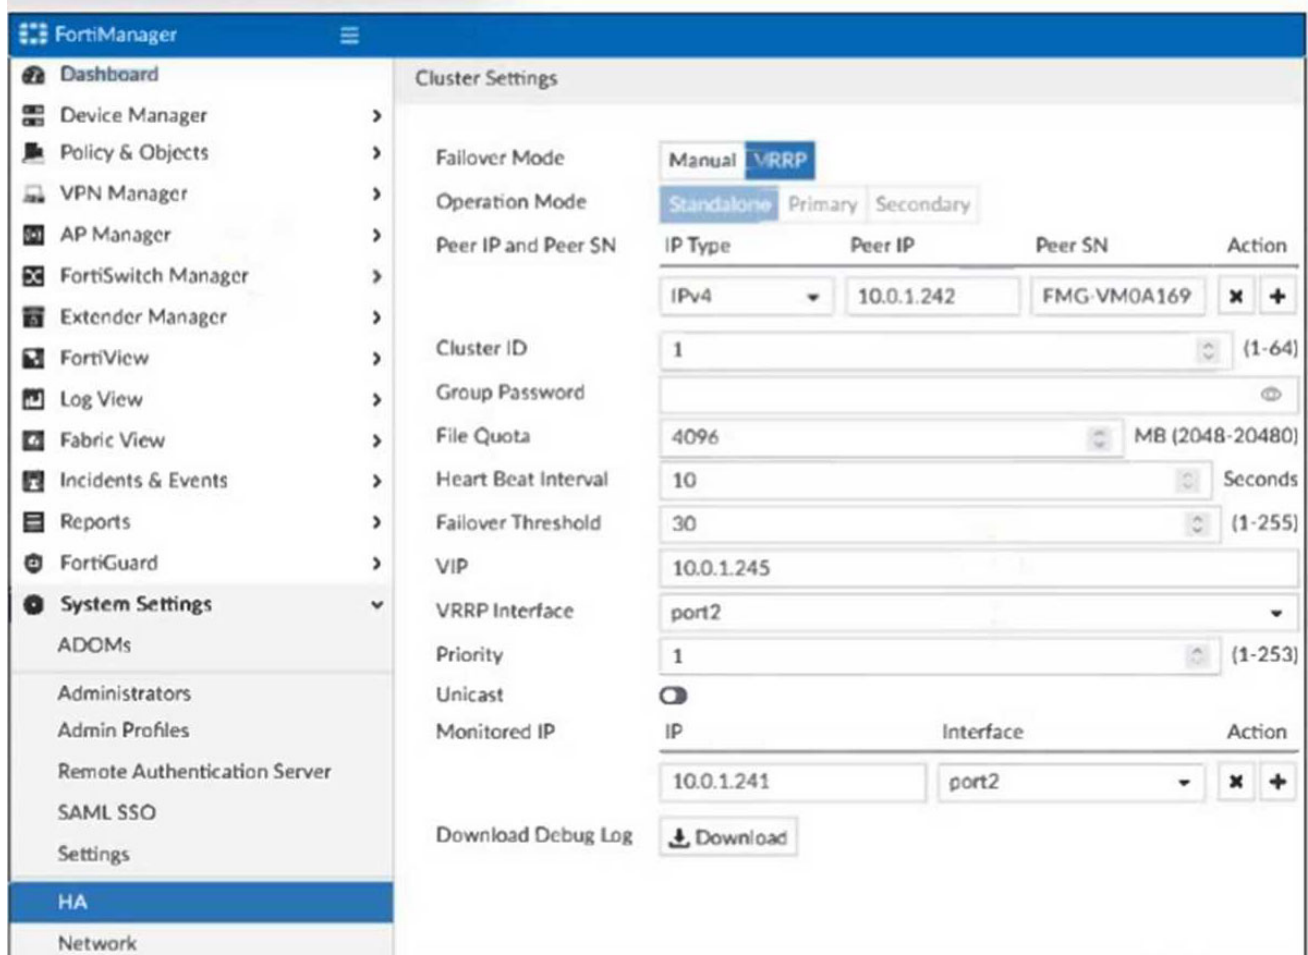 FortiManager
Dashboard
Device Manager
Policy & Objects
VPN Manager
AP Manager
FortiSwitch Manager
Extender Manager
FortiView
Log View
Fabric View
Incidents & Events
Reports
FortiGuard
System Settings
ADOMs
Administrators
Admin Profiles
Remote Authentication Server
SAML SSO
Settings
HA
Network
Cluster Settings
Failover Mode Manual VRRP
Operation Mode Standalone Primary Secondary
Peer IP and Peer SN IP Type Peer IP Peer SN Action
IPv4 10.0.1.242 FMG-VM0A169
Cluster ID 1 (1-64)
Group Password
File Quota 4096 MB (2048-20480)
Heart Beat Interval 10 Seconds
Failover Threshold 30 (1-255)
VIP 10.0.1.245
VRRP Interface port2
Priority 1 (1-253)
Unicast
Monitored IP IP Interface Action
10.0.1.241 port2
Download Debug Log Download